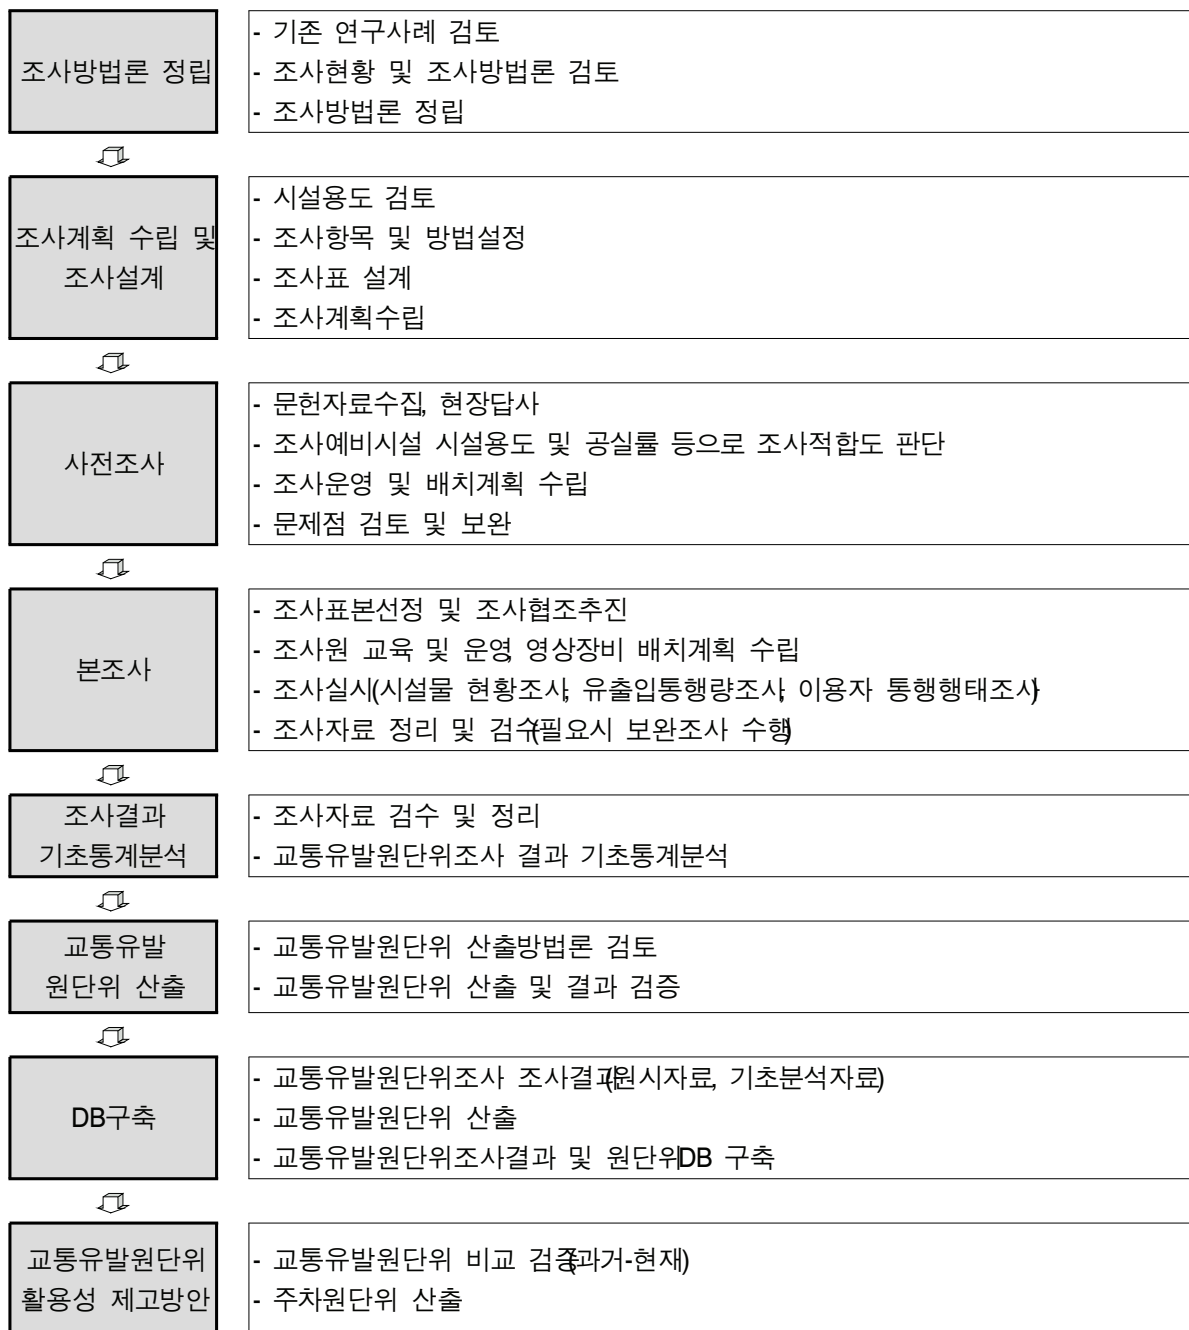 조사방법론 정립
- 기존 연구사례 검토
- 조사현황 및 조사방법론 검토
- 조사방법론 정립
조사계획 수립 및
조사설계
- 시설용도 검토
- 조사항목 및 방법설정
- 조사표 설계
- 조사계획수립
사전조사
- 문헌자료수집, 현장답사
- 조사예비시설 시설용도 및 공실률 등으로 조사적합도 판단
- 조사운영 및 배치계획 수립
- 문제점 검토 및 보완
본조사
- 조사표본선정 및 조사협조추진
- 조사원 교육 및 운영, 영상장비 배치계획 수립
- 조사실시(시설물 현황조사, 유출입통행량조사, 이용자 통행행태조사)
- 조사자료 정리 및 검수(필요시 보완조사 수행)
조사결과
기초통계분석
- 조사자료 검수 및 정리
- 교통유발원단위조사 결과 기초통계분석
교통유발
원단위 산출
- 교통유발원단위 산출방법론 검토
- 교통유발원단위 산출 및 결과 검증
DB구축
- 교통유발원단위조사 조사결과(원시자료, 기초분석자료)
- 교통유발원단위 산출
- 교통유발원단위조사결과 및 원단위DB 구축
교통유발원단위
활용성 제고방안
- 교통유발원단위 비교 검증(과거-현재)
- 주차원단위 산출